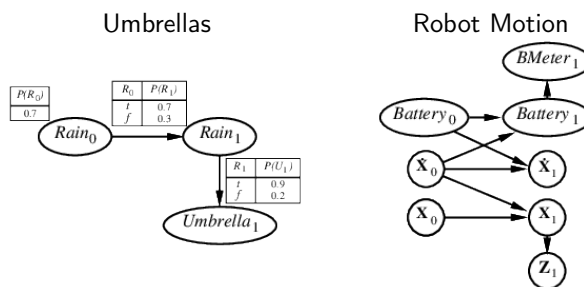 Umbrellas
P(R₀)
0.7
R₀ P(R₁)
t 0.7
f 0.3
Rain₀
Rain₁
R₁ P(U₁)
t 0.9
f 0.2
Umbrella₁
Robot Motion
BMeter₁
Battery₀
Battery₁
Ẋ₀
Ẋ₁
X₀
X₁
Z₁